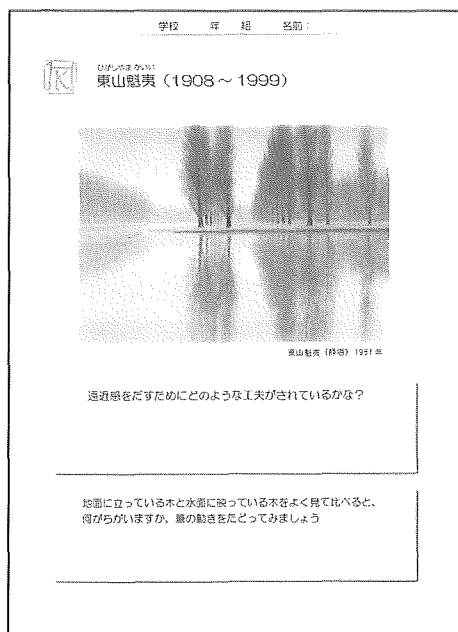 学校 年 組 名前：
ひがしやま かいい
東山魁夷（1908～1999）
東山魁夷 1981年
遠近感をだすためにどのような工夫がされているかな？
地面に立っている木と水面に映っている木をよく見て比べると、
何がちがいますか。筆の動きをたどってみましょう